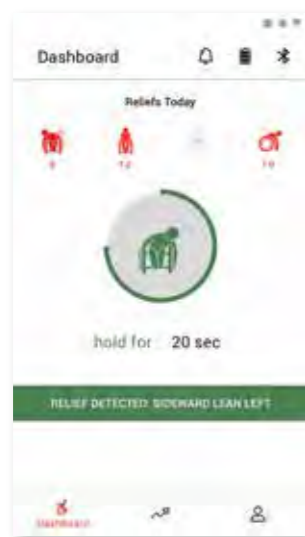 Dashboard
Reliefs Today
hold for 20 sec
RELIEF DETECTED: SIDEWARD LEAN LEFT
Dashboard